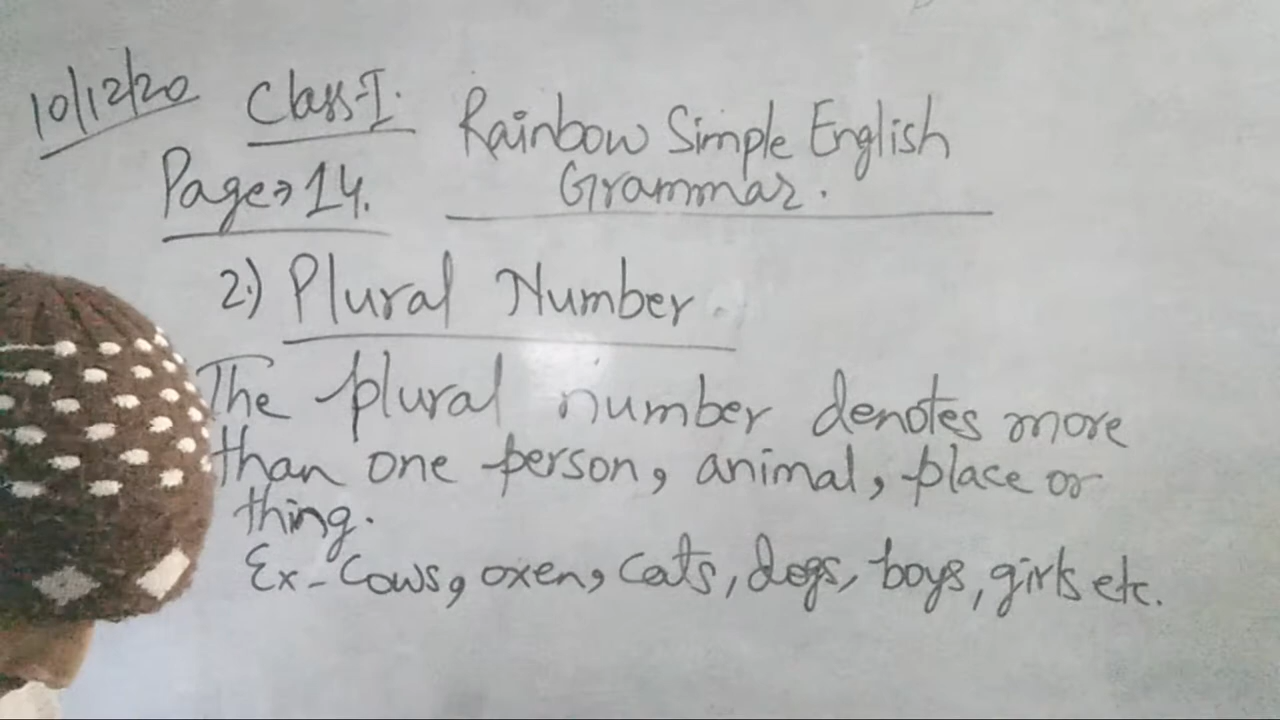 10/12/20
Class-I.
Page→14.
Rainbow Simple English
Grammar.
2.) Plural Number.
The plural number denotes more
than one person, animal, place or
thing.
Ex- Cows, oxen, cats, dogs, boys, girls etc.